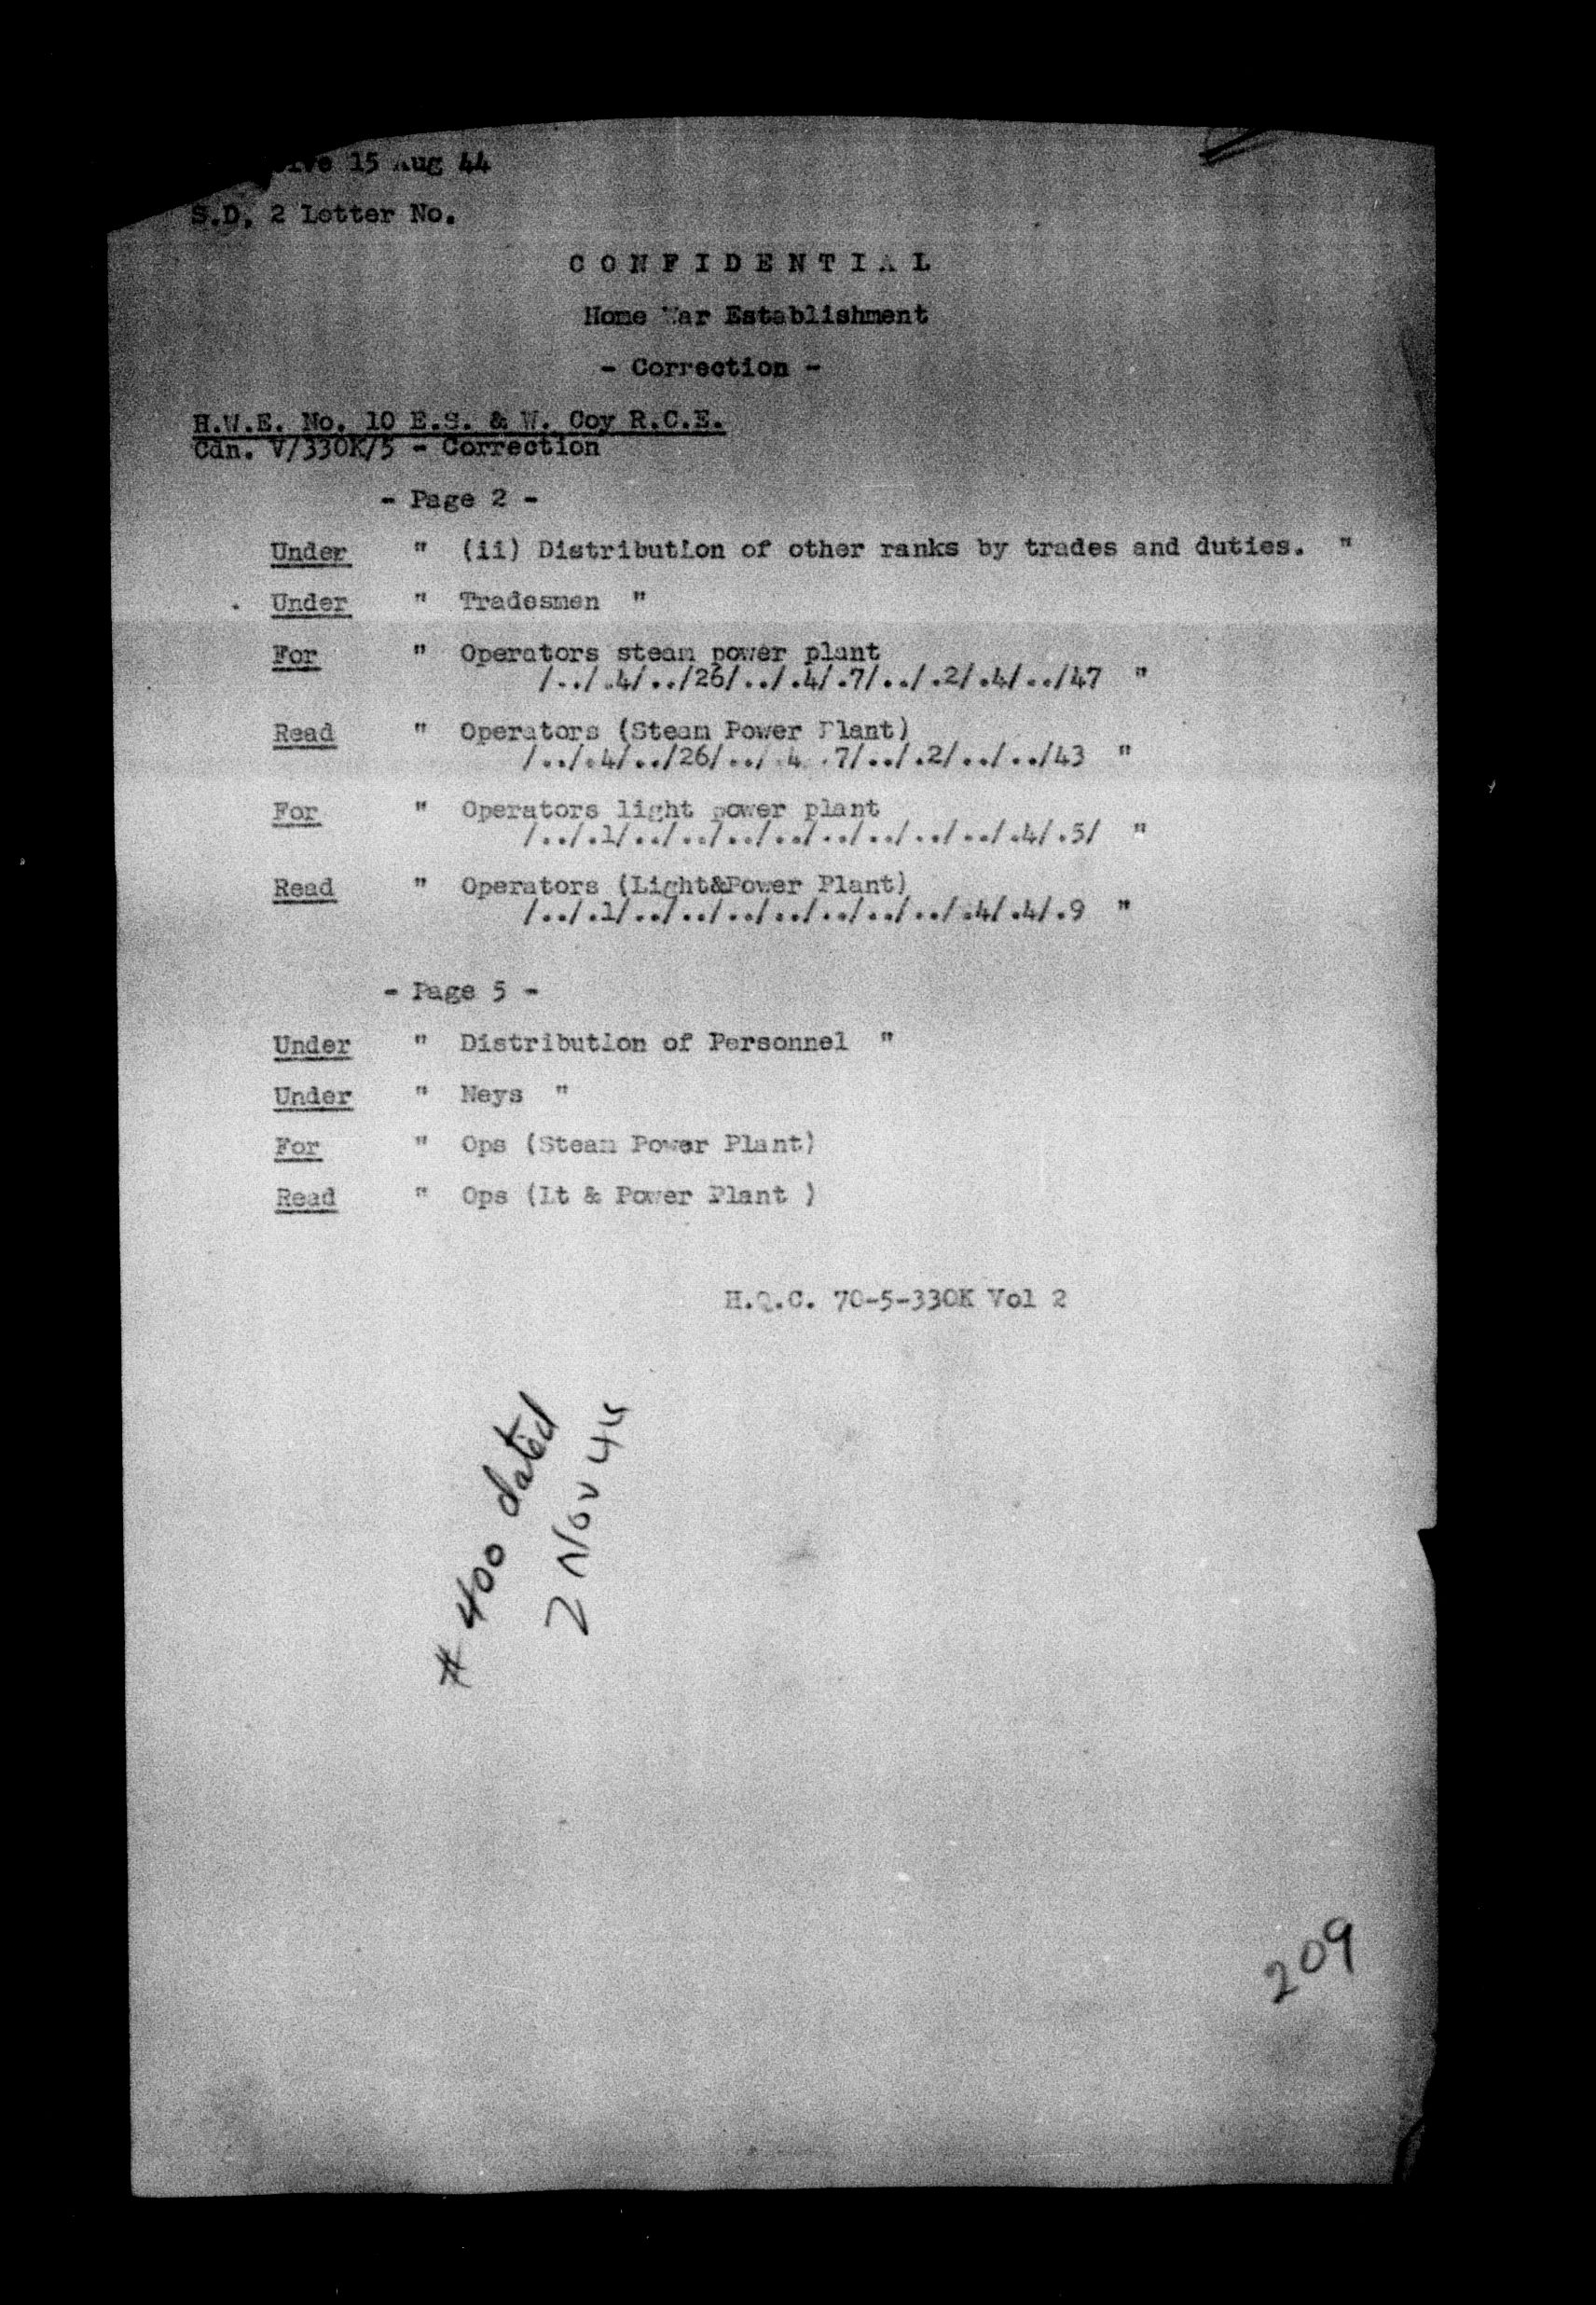 15 Aug 44
S.D. 2 Letter No.
C O N F I D E N T I A L
Home War Establishment
- Correction -
H.W.E. No. 10 E.S. & W. Coy R.C.E.
Cdn. V/330K/5 - Correction
- Page 2 -
Under " (ii) Distribution of other ranks by trades and duties. "
Under " Tradesmen "
For " Operators steam power plant
/../.4/../26/../.4/.7/../.2/.4/../47 "
Read " Operators (Steam Power Plant)
/../.4/../26/../.4 .7/../.2/../../43 "
For " Operators light power plant
/../.1/../../../../../../../../.4/.5/ "
Read " Operators (Light&Power Plant)
/../.1/../../../../../../../.4/.4/.9 "
- Page 5 -
Under " Distribution of Personnel "
Under " Neys "
For " Ops (Steam Power Plant)
Read " Ops (Lt & Power Plant )
H.Q.C. 70-5-330K Vol 2
# 400 dated
2 Nov 44
209